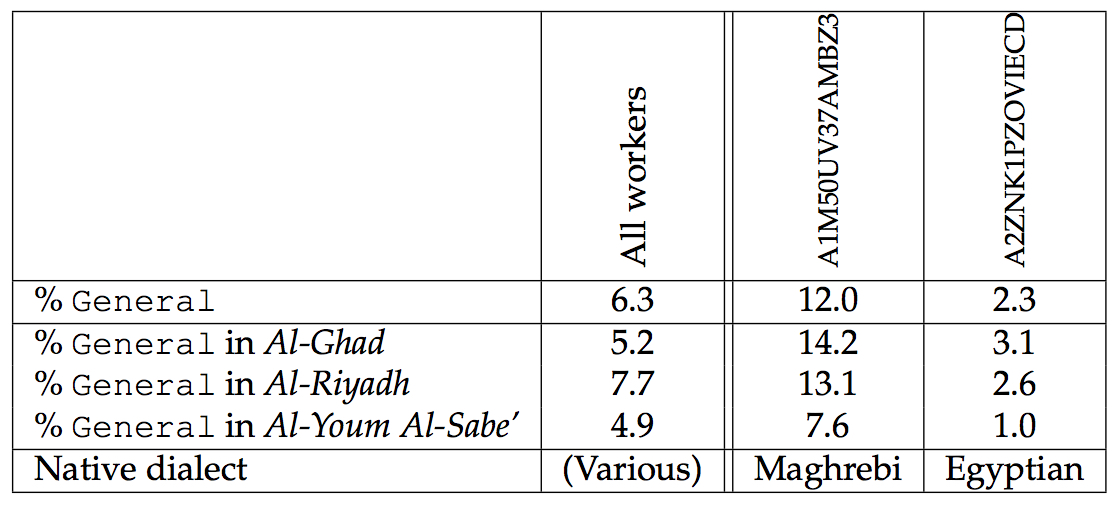 All workers A1M50UV37AMBZ3 A2ZNK1PZOVIECD
% General 6.3 12.0 2.3
% General in Al-Ghad 5.2 14.2 3.1
% General in Al-Riyadh 7.7 13.1 2.6
% General in Al-Youm Al-Sabe’ 4.9 7.6 1.0
Native dialect (Various) Maghrebi Egyptian